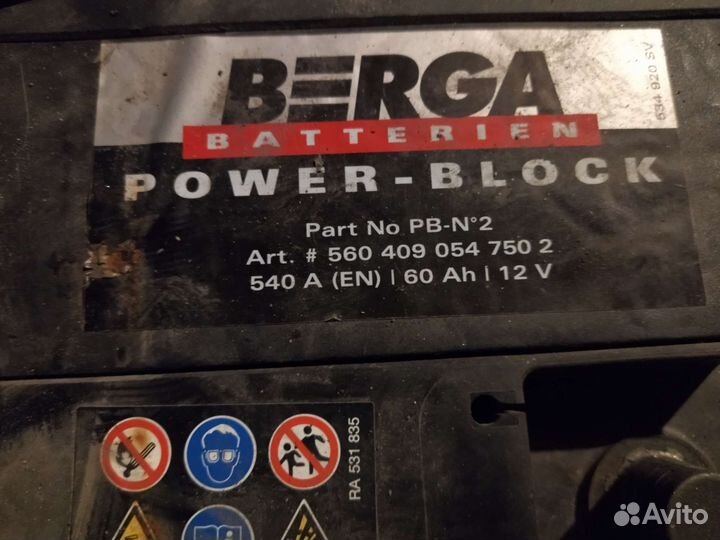 BERGA
BATTERIEN
POWER-BLOCK
Part No PB-N°2
Art. # 560 409 054 750 2
540 A (EN) | 60 Ah | 12 V
534 920 SV
RA 531 835
Avito